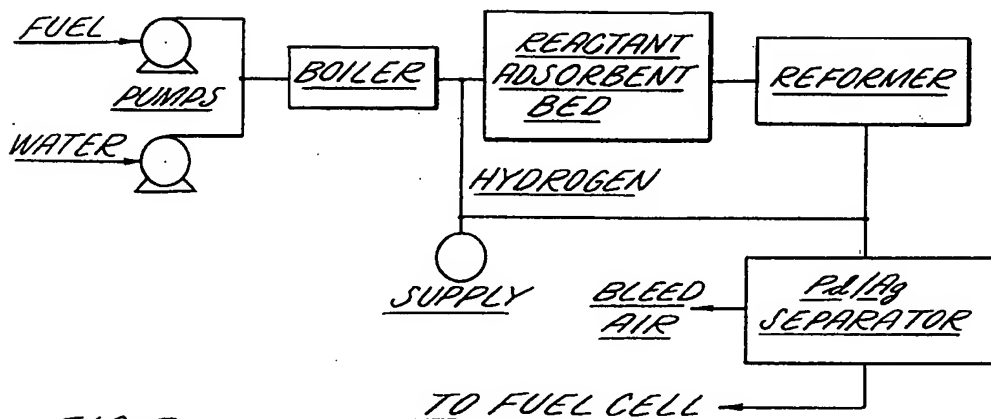 FUEL
PUMPS
WATER
BOILER
REACTANT
ADSORBENT
BED
REFORMER
HYDROGEN
SUPPLY
BLEED
AIR
Pd/Ag
SEPARATOR
TO FUEL CELL